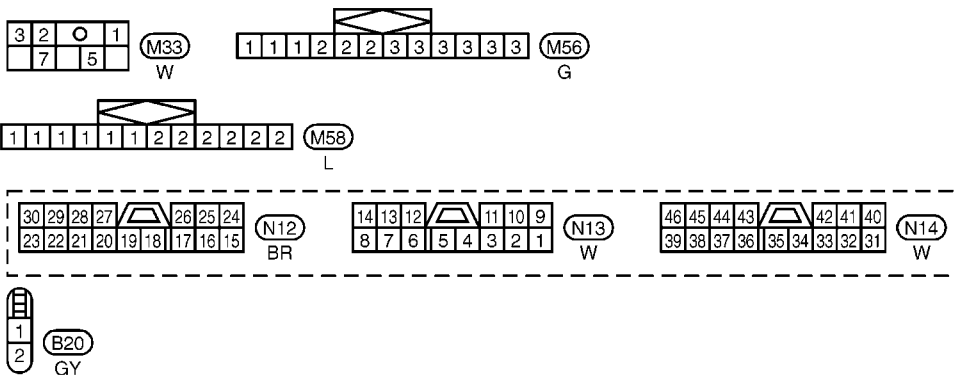 3 2 1
7 5
M33
W
1 1 1 2 2 2 3 3 3 3 3 3
M56
G
1 1 1 1 1 1 2 2 2 2 2 2
M58
L
30 29 28 27 26 25 24
23 22 21 20 19 18 17 16 15
N12
BR
14 13 12 11 10 9
8 7 6 5 4 3 2 1
N13
W
46 45 44 43 42 41 40
39 38 37 36 35 34 33 32 31
N14
W
1
2
B20
GY